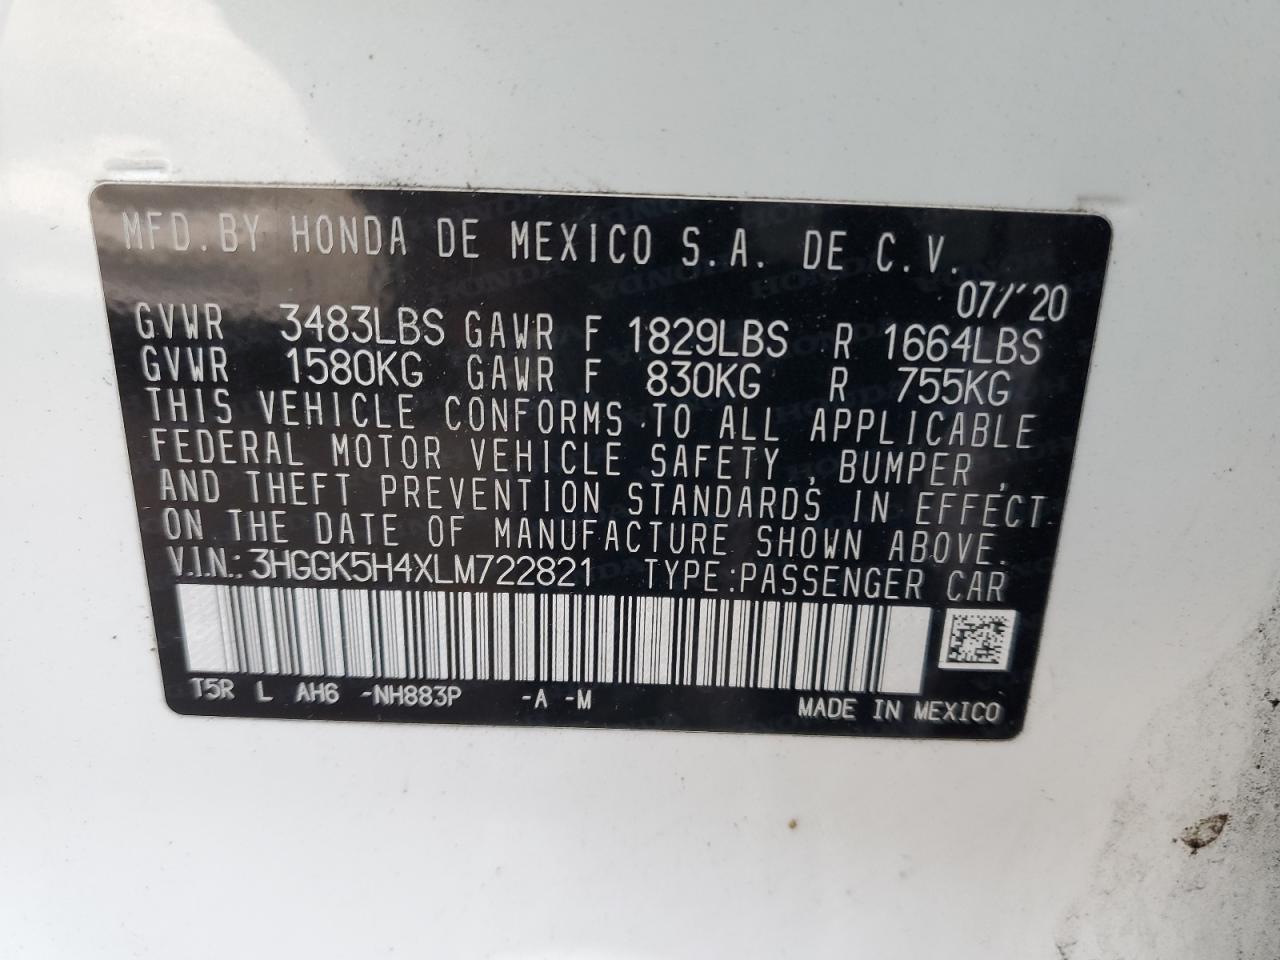 MFD. BY HONDA DE MEXICO S.A. DE C.V.
07/'20
GVWR 3483LBS GAWR F 1829LBS R 1664LBS
GVWR 1580KG GAWR F 830KG R 755KG
THIS VEHICLE CONFORMS TO ALL APPLICABLE
FEDERAL MOTOR VEHICLE SAFETY, BUMPER,
AND THEFT PREVENTION STANDARDS IN EFFECT
ON THE DATE OF MANUFACTURE SHOWN ABOVE.
V.I.N.: 3HGGK5H4XLM722821 TYPE:PASSENGER CAR
T5R L AH6 -NH883P -A -M
MADE IN MEXICO